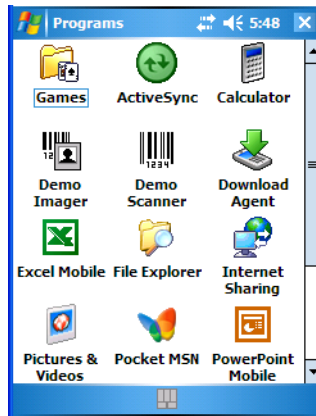 Programs 5:48
Games ActiveSync Calculator
Demo Imager Demo Scanner Download Agent
Excel Mobile File Explorer Internet Sharing
Pictures & Videos Pocket MSN PowerPoint Mobile